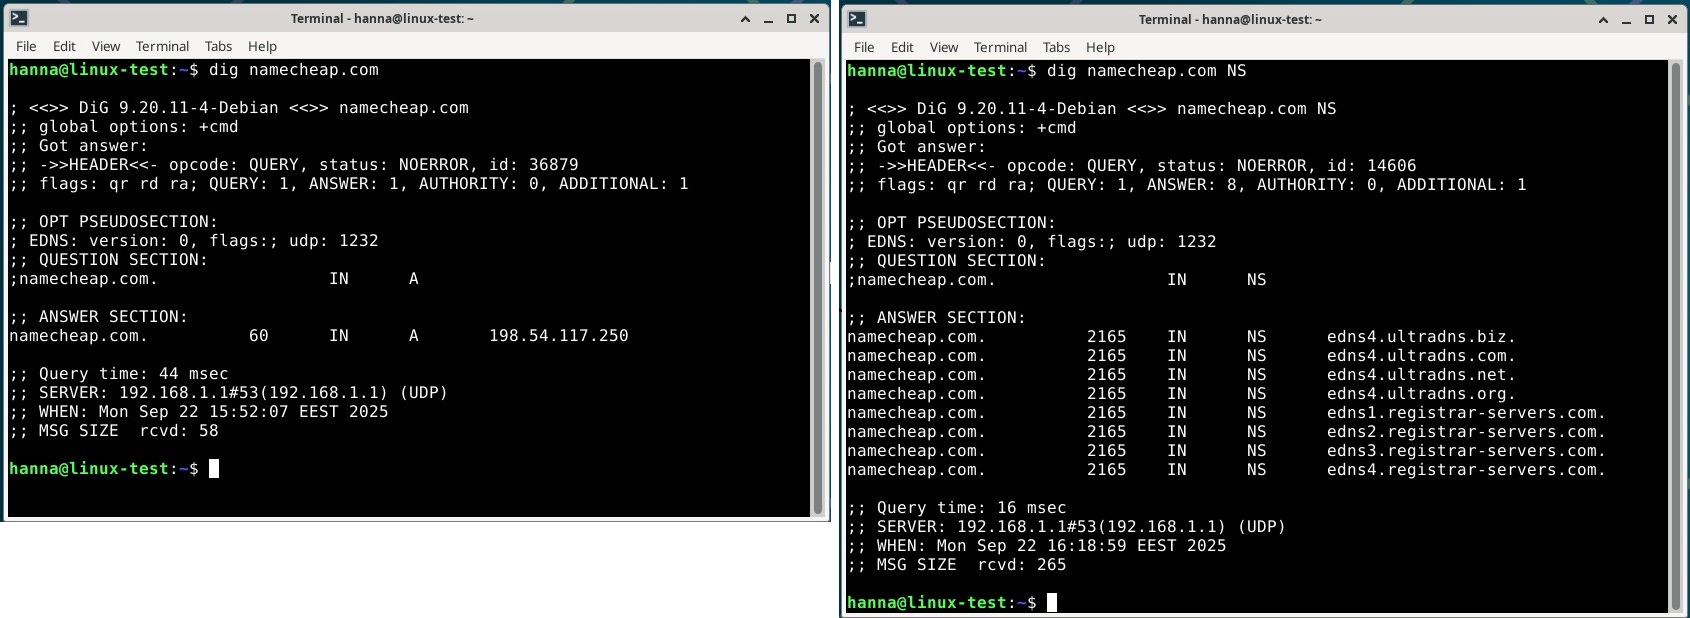 Terminal - hanna@linux-test: ~
File Edit View Terminal Tabs Help
hanna@linux-test:~$ dig namecheap.com

; <<>> DiG 9.20.11-4-Debian <<>> namecheap.com
;; global options: +cmd
;; Got answer:
;; ->>HEADER<<- opcode: QUERY, status: NOERROR, id: 36879
;; flags: qr rd ra; QUERY: 1, ANSWER: 1, AUTHORITY: 0, ADDITIONAL: 1

;; OPT PSEUDOSECTION:
; EDNS: version: 0, flags:; udp: 1232
;; QUESTION SECTION:
;namecheap.com. IN A

;; ANSWER SECTION:
namecheap.com. 60 IN A 198.54.117.250

;; Query time: 44 msec
;; SERVER: 192.168.1.1#53(192.168.1.1) (UDP)
;; WHEN: Mon Sep 22 15:52:07 EEST 2025
;; MSG SIZE rcvd: 58

hanna@linux-test:~$
Terminal - hanna@linux-test: ~
File Edit View Terminal Tabs Help
hanna@linux-test:~$ dig namecheap.com NS

; <<>> DiG 9.20.11-4-Debian <<>> namecheap.com NS
;; global options: +cmd
;; Got answer:
;; ->>HEADER<<- opcode: QUERY, status: NOERROR, id: 14606
;; flags: qr rd ra; QUERY: 1, ANSWER: 8, AUTHORITY: 0, ADDITIONAL: 1

;; OPT PSEUDOSECTION:
; EDNS: version: 0, flags:; udp: 1232
;; QUESTION SECTION:
;namecheap.com. IN NS

;; ANSWER SECTION:
namecheap.com. 2165 IN NS edns4.ultradns.biz.
namecheap.com. 2165 IN NS edns4.ultradns.com.
namecheap.com. 2165 IN NS edns4.ultradns.net.
namecheap.com. 2165 IN NS edns4.ultradns.org.
namecheap.com. 2165 IN NS edns1.registrar-servers.com.
namecheap.com. 2165 IN NS edns2.registrar-servers.com.
namecheap.com. 2165 IN NS edns3.registrar-servers.com.
namecheap.com. 2165 IN NS edns4.registrar-servers.com.

;; Query time: 16 msec
;; SERVER: 192.168.1.1#53(192.168.1.1) (UDP)
;; WHEN: Mon Sep 22 16:18:59 EEST 2025
;; MSG SIZE rcvd: 265

hanna@linux-test:~$